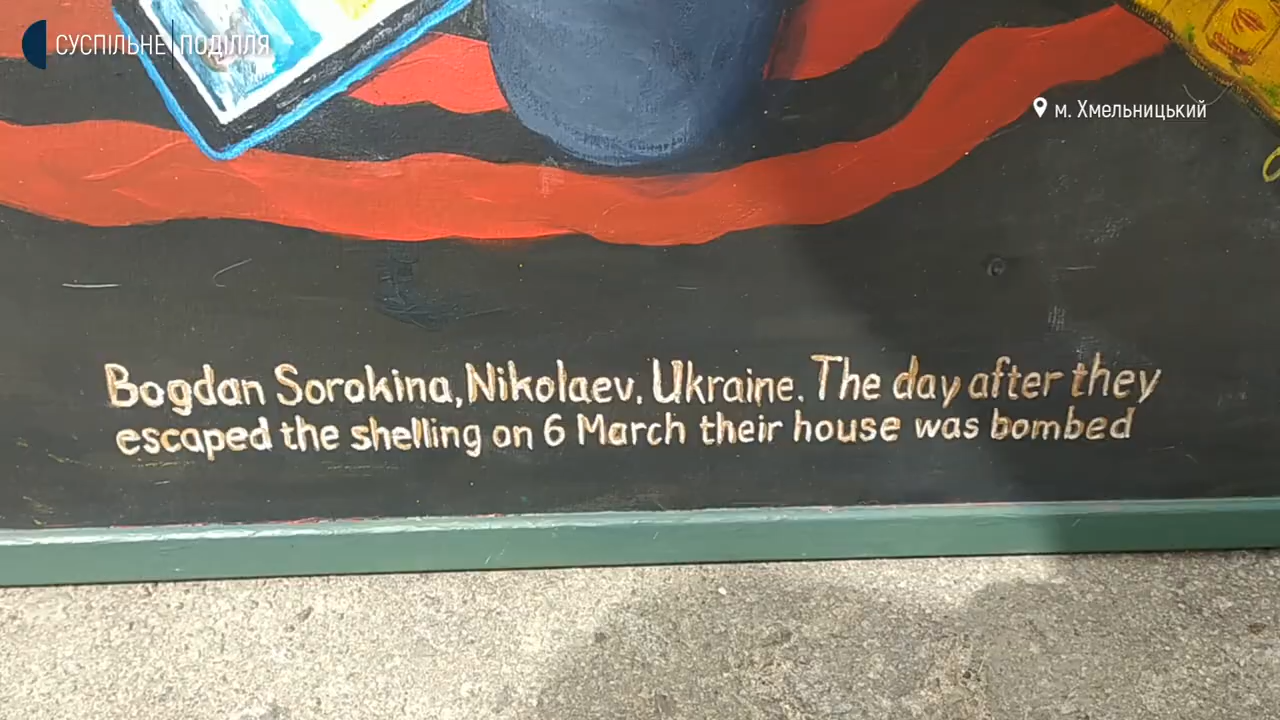 СУСПІЛЬНЕ ПОДІЛЛЯ
м. Хмельницький
Bogdan Sorokina, Nikolaev, Ukraine. The day after they
escaped the shelling on 6 March their house was bombed